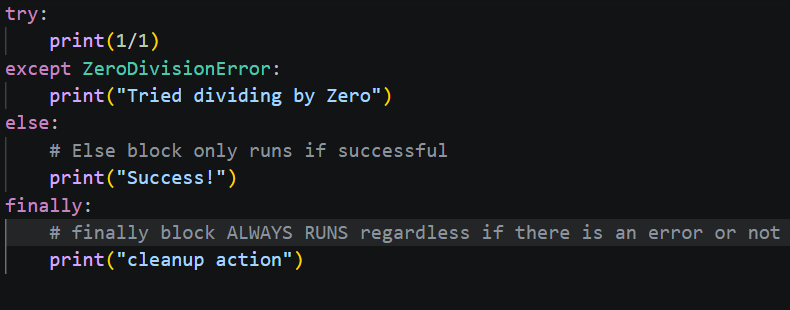 try:
    print(1/1)
except ZeroDivisionError:
    print("Tried dividing by Zero")
else:
    # Else block only runs if successful
    print("Success!")
finally:
    # finally block ALWAYS RUNS regardless if there is an error or not
    print("cleanup action")